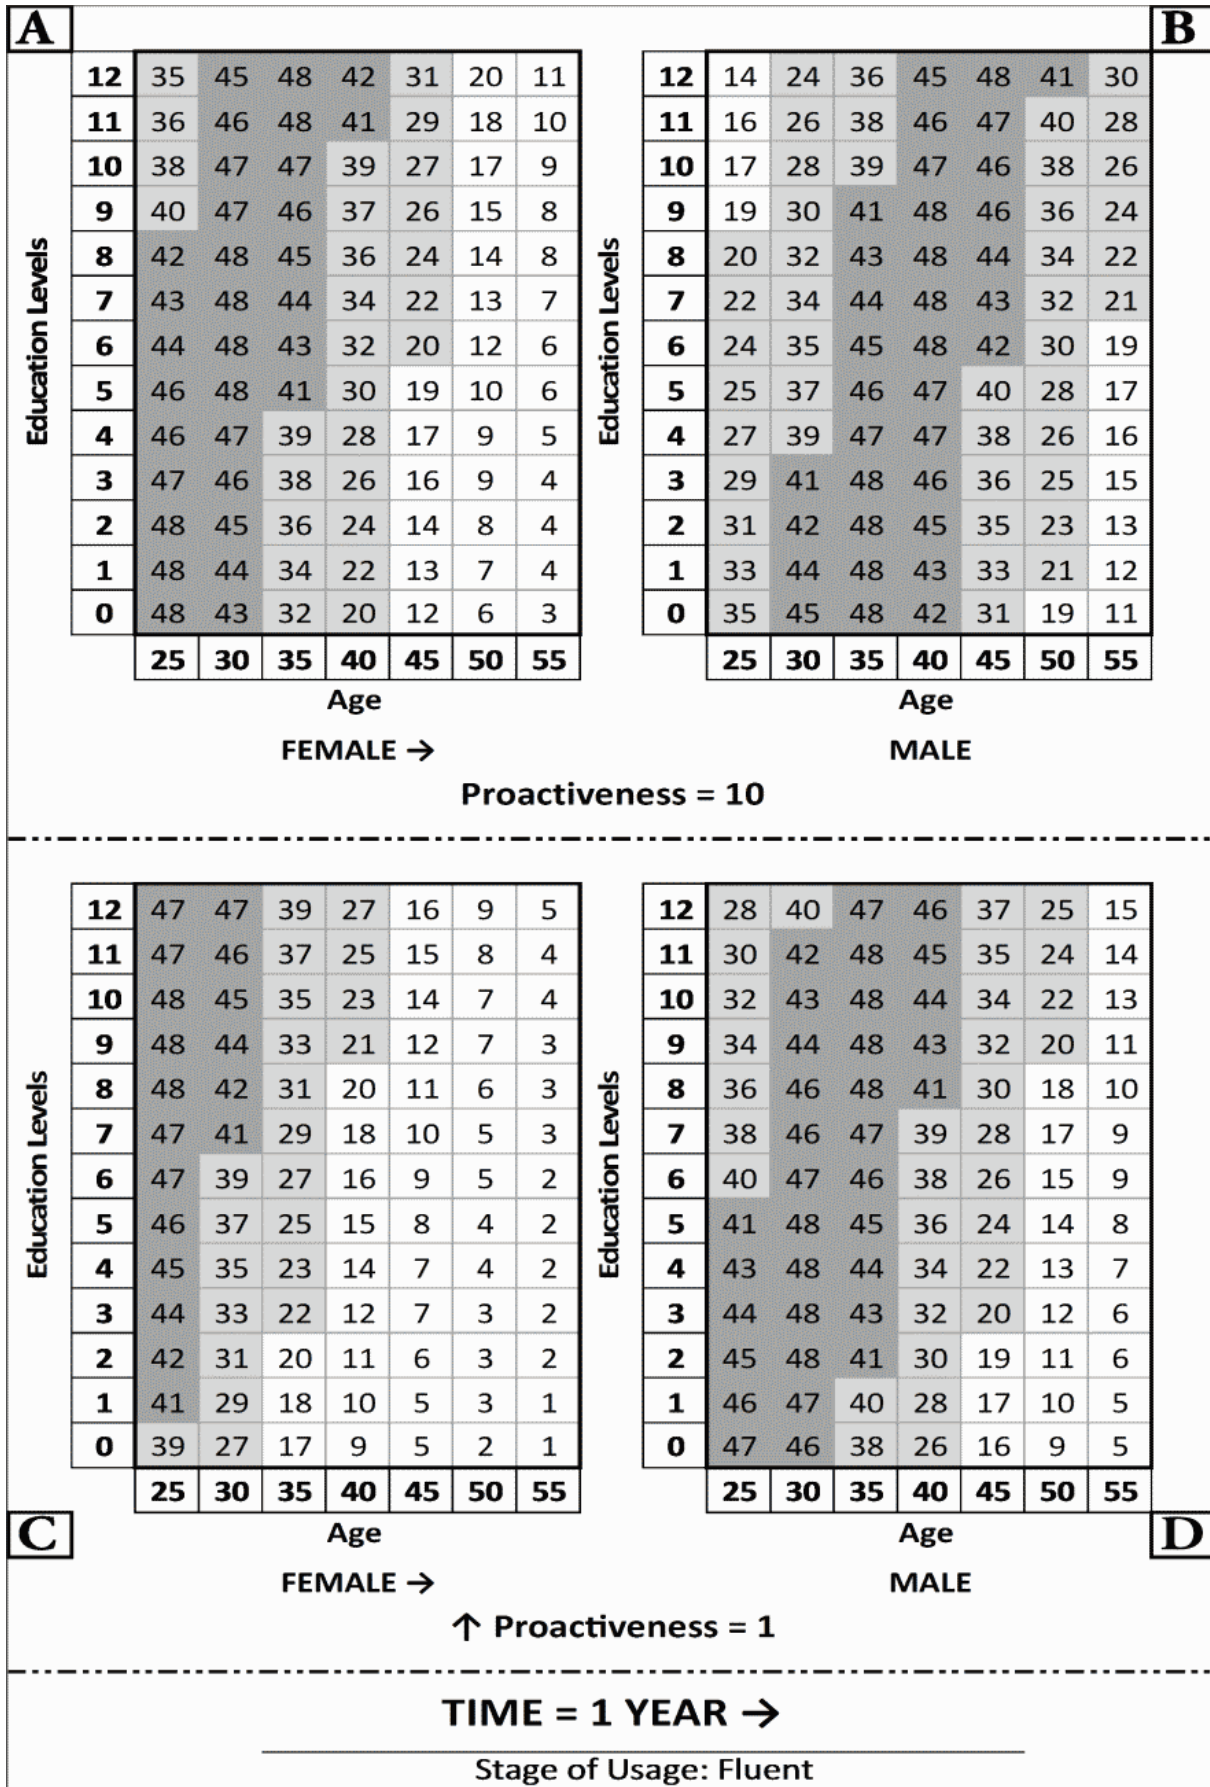 A B
12 35 45 48 42 31 20 11 12 14 24 36 45 48 41 30
11 36 46 48 41 29 18 10 11 16 26 38 46 47 40 28
10 38 47 47 39 27 17 9 10 17 28 39 47 46 38 26
9 40 47 46 37 26 15 8 9 19 30 41 48 46 36 24
8 42 48 45 36 24 14 8 8 20 32 43 48 44 34 22
7 43 48 44 34 22 13 7 7 22 34 44 48 43 32 21
6 44 48 43 32 20 12 6 6 24 35 45 48 42 30 19
5 46 48 41 30 19 10 6 5 25 37 46 47 40 28 17
4 46 47 39 28 17 9 5 4 27 39 47 47 38 26 16
3 47 46 38 26 16 9 4 3 29 41 48 46 36 25 15
2 48 45 36 24 14 8 4 2 31 42 48 45 35 23 13
1 48 44 34 22 13 7 4 1 33 44 48 43 33 21 12
0 48 43 32 20 12 6 3 0 35 45 48 42 31 19 11
Education Levels Education Levels
25 30 35 40 45 50 55 25 30 35 40 45 50 55
Age Age
FEMALE → MALE
Proactiveness = 10
12 47 47 39 27 16 9 5 12 28 40 47 46 37 25 15
11 47 46 37 25 15 8 4 11 30 42 48 45 35 24 14
10 48 45 35 23 14 7 4 10 32 43 48 44 34 22 13
9 48 44 33 21 12 7 3 9 34 44 48 43 32 20 11
8 48 42 31 20 11 6 3 8 36 46 48 41 30 18 10
7 47 41 29 18 10 5 3 7 38 46 47 39 28 17 9
6 47 39 27 16 9 5 2 6 40 47 46 38 26 15 9
5 46 37 25 15 8 4 2 5 41 48 45 36 24 14 8
4 45 35 23 14 7 4 2 4 43 48 44 34 22 13 7
3 44 33 22 12 7 3 2 3 44 48 43 32 20 12 6
2 42 31 20 11 6 3 2 2 45 48 41 30 19 11 6
1 41 29 18 10 5 3 1 1 46 47 40 28 17 10 5
0 39 27 17 9 5 2 1 0 47 46 38 26 16 9 5
Education Levels Education Levels
25 30 35 40 45 50 55 25 30 35 40 45 50 55
C Age Age D
FEMALE → MALE
↑ Proactiveness = 1
TIME = 1 YEAR →
Stage of Usage: Fluent